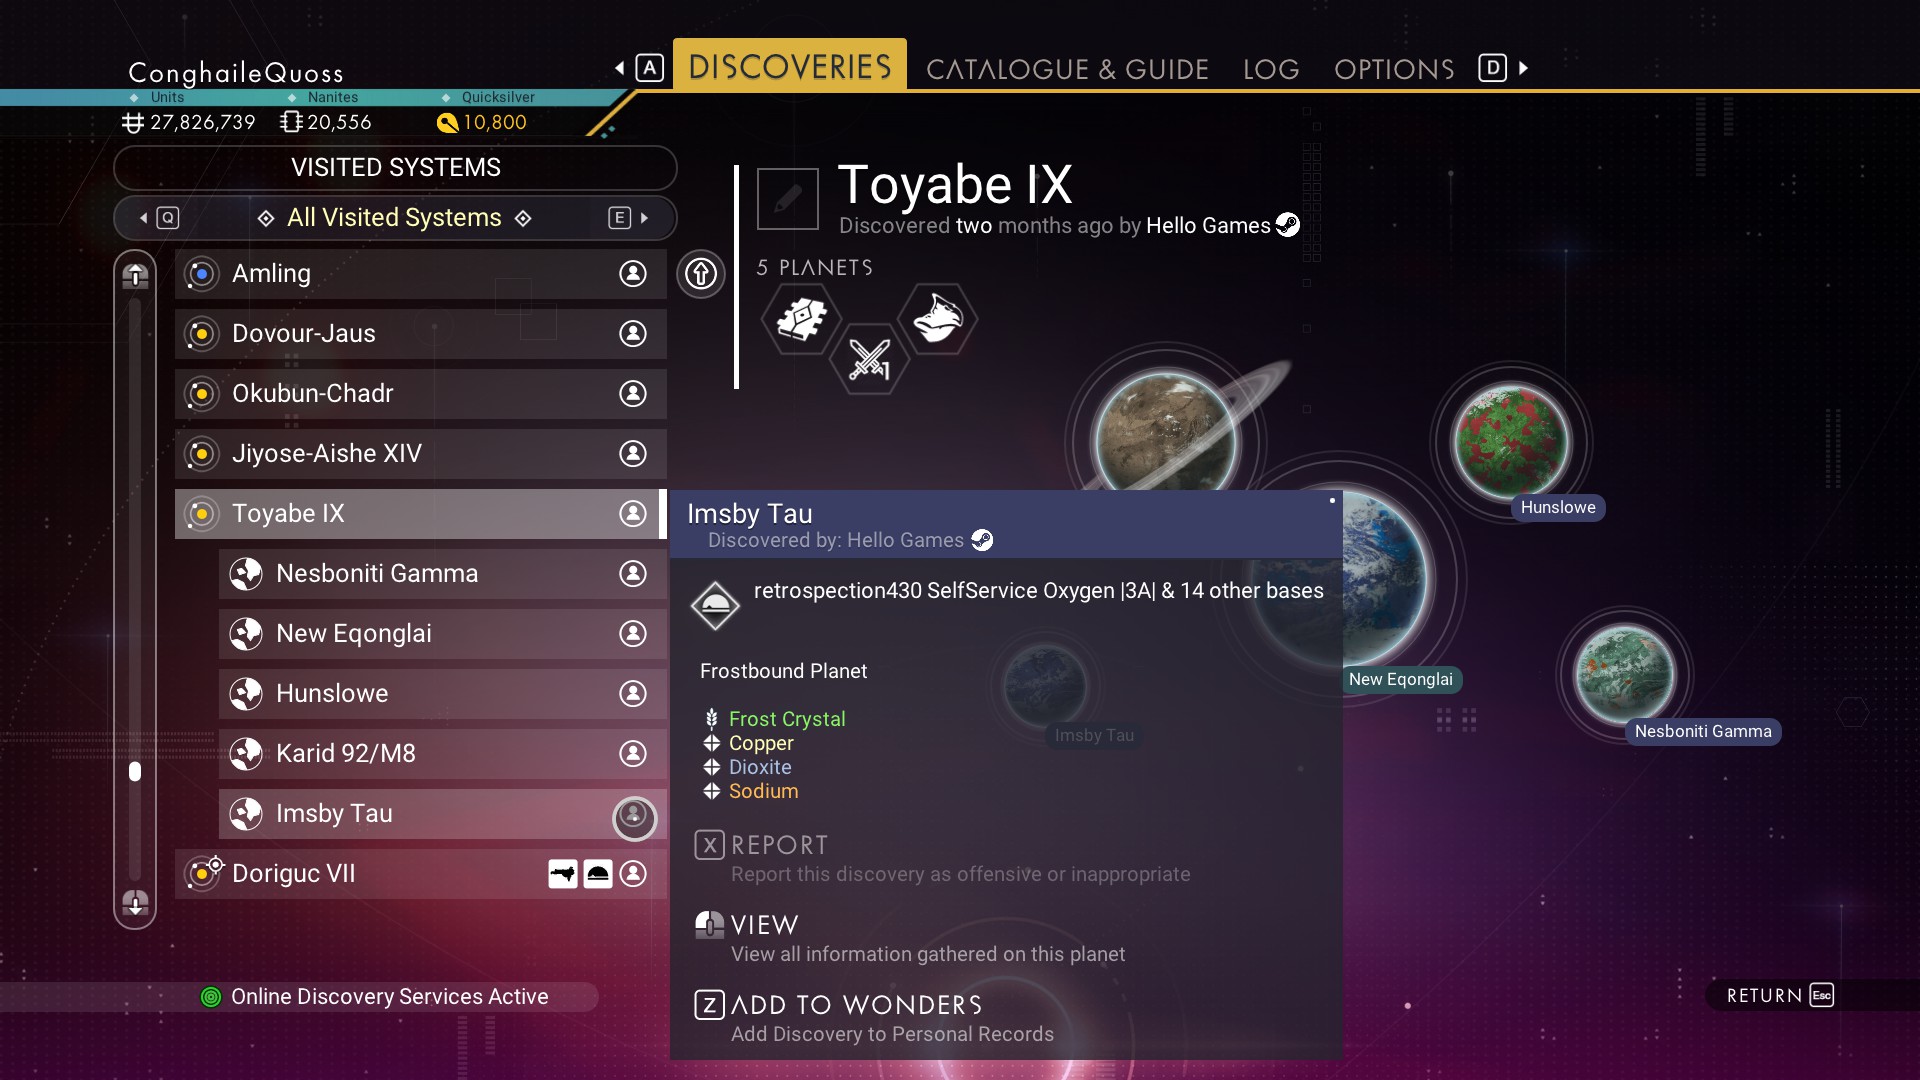 ConghaileQuoss
Units Nanites Quicksilver
27,826,739 20,556 10,800
A DISCOVERIES CATALOGUE & GUIDE LOG OPTIONS D
VISITED SYSTEMS
Q All Visited Systems E
Amling
Dovour-Jaus
Okubun-Chadr
Jiyose-Aishe XIV
Toyabe IX
Nesboniti Gamma
New Eqonglai
Hunslowe
Karid 92/M8
Imsby Tau
Doriguc VII
Online Discovery Services Active
Toyabe IX
Discovered two months ago by Hello Games
5 PLANETS
Imsby Tau
Discovered by: Hello Games
retrospection430 SelfService Oxygen |3A| & 14 other bases
Frostbound Planet
Frost Crystal
Copper
Dioxite
Sodium
X REPORT
Report this discovery as offensive or inappropriate
VIEW
View all information gathered on this planet
Z ADD TO WONDERS
Add Discovery to Personal Records
Imsby Tau
Hunslowe
New Eqonglai
Nesboniti Gamma
RETURN Esc